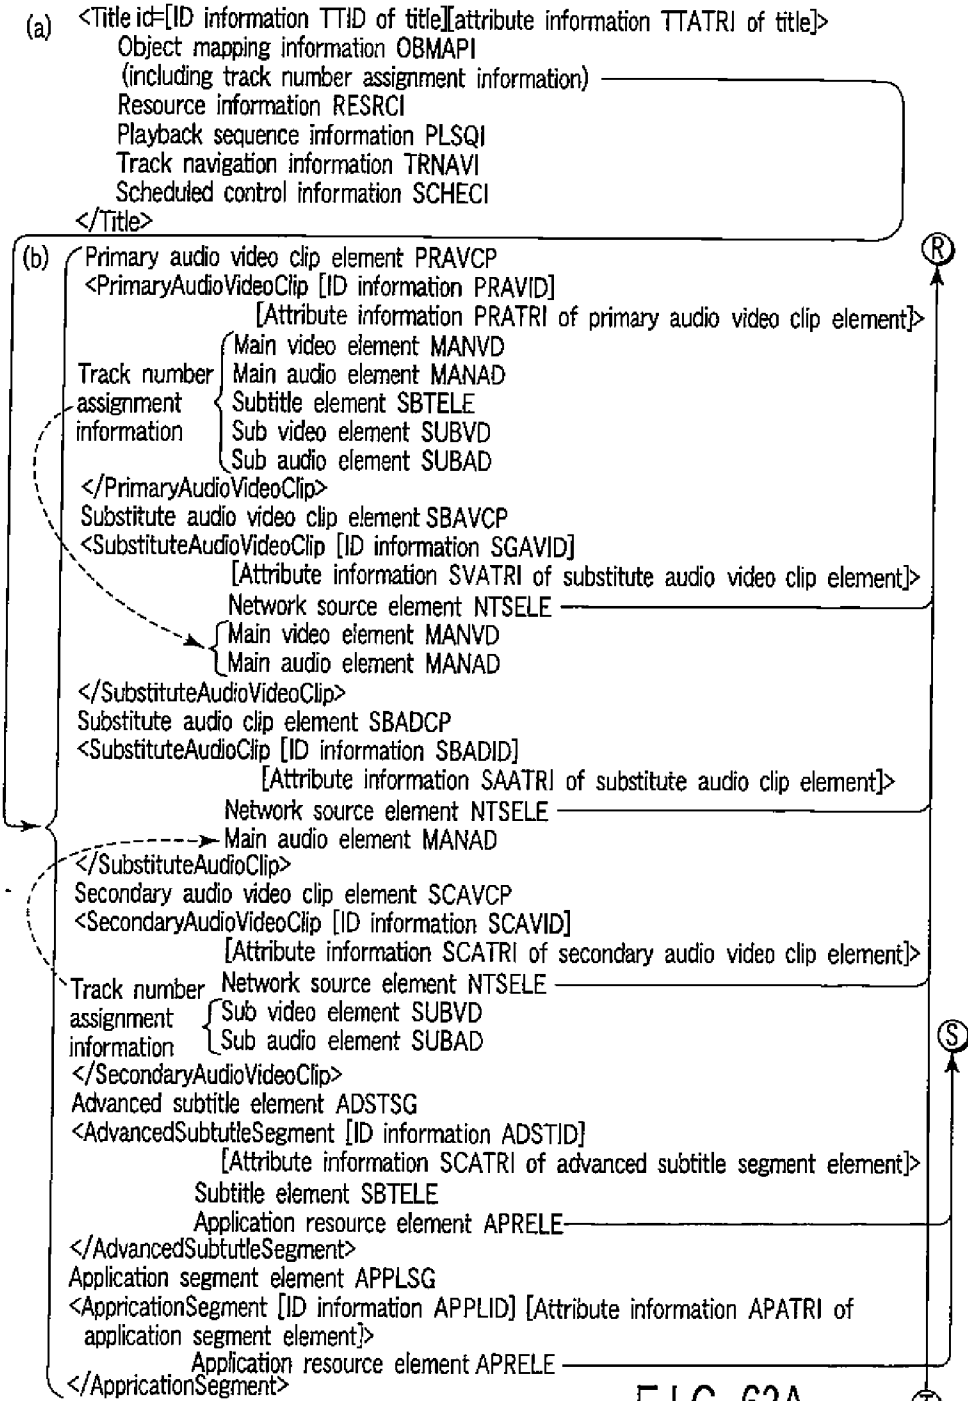 (a) <Title id=[ID information TTID of title][attribute information TTATRI of title]>
Object mapping information OBMAPI
(including track number assignment information)
Resource information RESRCI
Playback sequence information PLSQI
Track navigation information TRNAVI
Scheduled control information SCHECI
</Title>
(b) Primary audio video clip element PRAVCP
R
<PrimaryAudioVideoClip [ID information PRAVID]
[Attribute information PRATRI of primary audio video clip element]>
Main video element MANVD
Track number Main audio element MANAD
assignment Subtitle element SBTELE
information Sub video element SUBVD
Sub audio element SUBAD
</PrimaryAudioVideoClip>
Substitute audio video clip element SBAVCP
<SubstituteAudioVideoClip [ID information SGAVID]
[Attribute information SVATRI of substitute audio video clip element]>
Network source element NTSELE
Main video element MANVD
Main audio element MANAD
</SubstituteAudioVideoClip>
Substitute audio clip element SBADCP
<SubstituteAudioClip [ID information SBADID]
[Attribute information SAATRI of substitute audio clip element]>
Network source element NTSELE
Main audio element MANAD
</SubstituteAudioClip>
Secondary audio video clip element SCAVCP
<SecondaryAudioVideoClip [ID information SCAVID]
[Attribute information SCATRI of secondary audio video clip element]>
Track number Network source element NTSELE
assignment Sub video element SUBVD
information Sub audio element SUBAD
S
</SecondaryAudioVideoClip>
Advanced subtitle element ADSTSG
<AdvancedSubtutleSegment [ID information ADSTID]
[Attribute information SCATRI of advanced subtitle segment element]>
Subtitle element SBTELE
Application resource element APRELE
</AdvancedSubtutleSegment>
Application segment element APPLSG
<AppricationSegment [ID information APPLID] [Attribute information APATRI of
application segment element]>
Application resource element APRELE
</AppricationSegment>